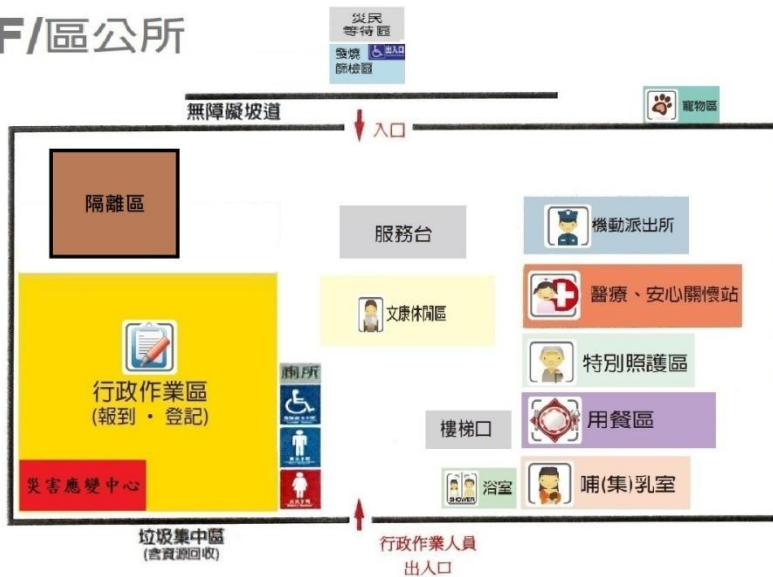 F/區公所
災民
等待區
發燒
篩檢區
出入口
無障礙坡道
入口
寵物區
隔離區
服務台
機動派出所
醫療、安心關懷站
文康休閒區
特別照護區
行政作業區
(報到 · 登記)
廁所
樓梯口
用餐區
災害應變中心
SHOWER
浴室
哺(集)乳室
垃圾集中區
(含資源回收)
行政作業人員
出入口